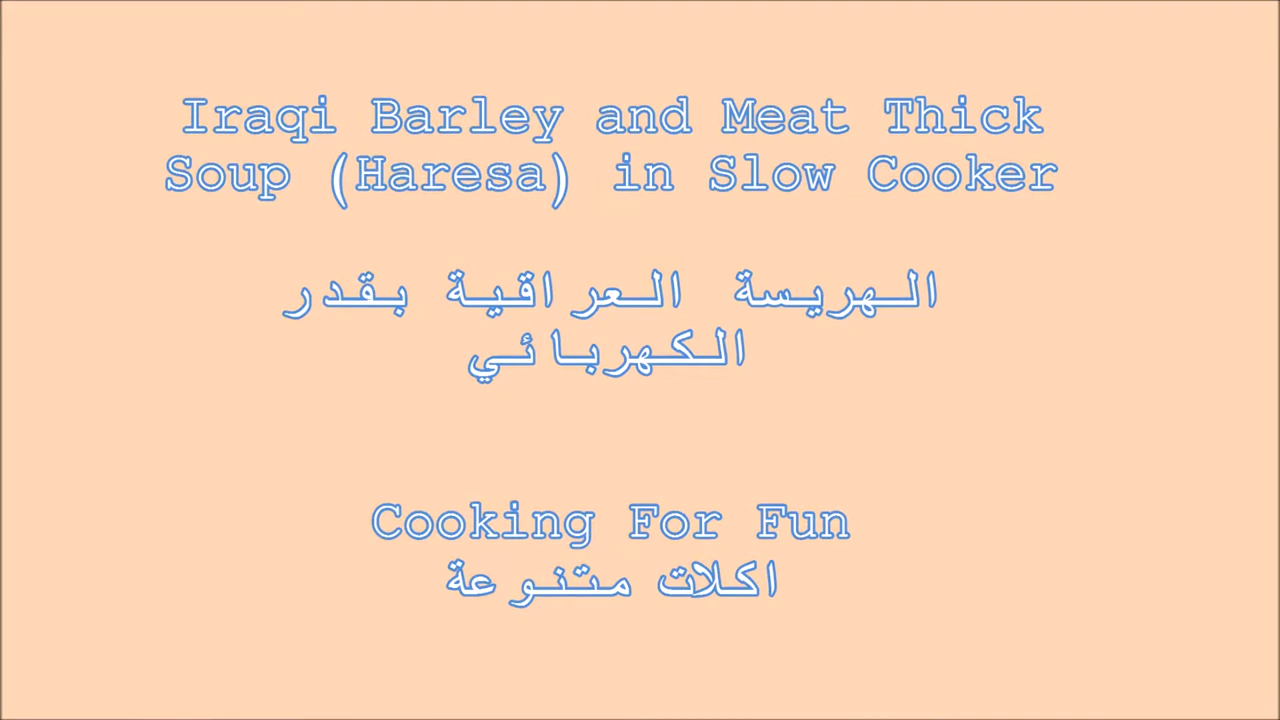 Iraqi Barley and Meat Thick
Soup (Haresa) in Slow Cooker
الهريسة العراقية بقدر
الكهربائي
Cooking For Fun
اكلات متنوعة